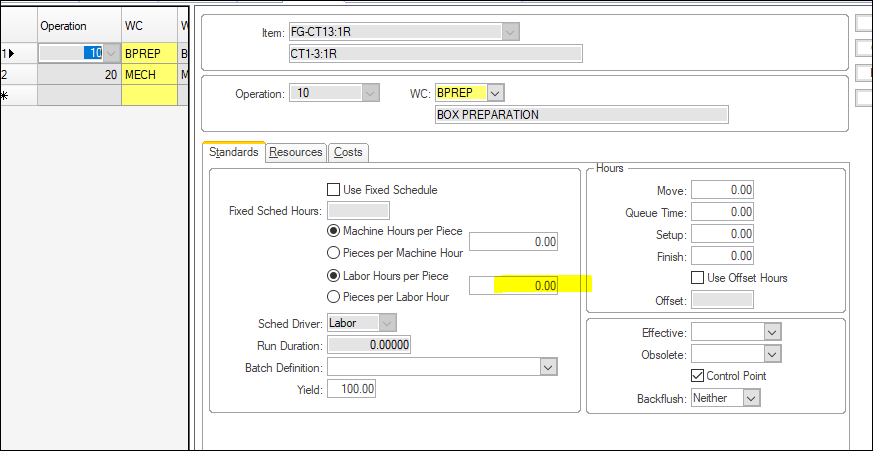 Operation WC W
1 10 BPREP B
2 20 MECH M
*
Item: FG-CT13:1R
CT1-3:1R
Operation: 10 WC: BPREP
BOX PREPARATION
Standards Resources Costs
Use Fixed Schedule
Fixed Sched Hours:
Machine Hours per Piece
0.00
Pieces per Machine Hour
Labor Hours per Piece
0.00
Pieces per Labor Hour
Sched Driver: Labor
Run Duration: 0.00000
Batch Definition:
Yield: 100.00
Hours
Move: 0.00
Queue Time: 0.00
Setup: 0.00
Finish: 0.00
Use Offset Hours
Offset:
Effective:
Obsolete:
Control Point
Backflush: Neither